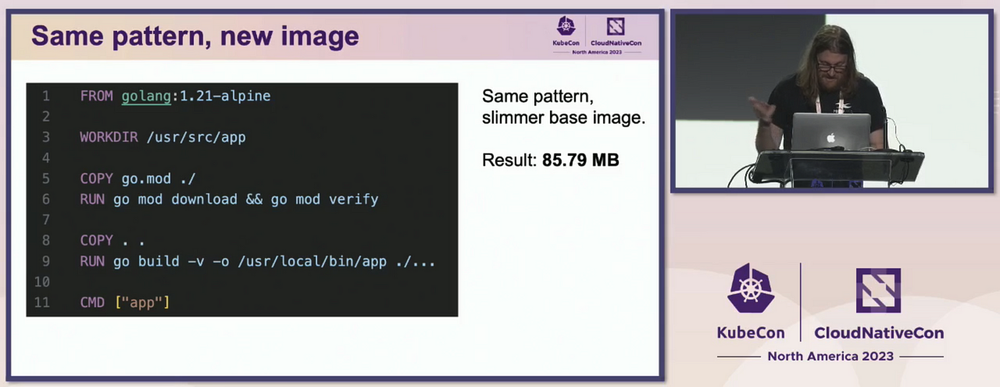 Same pattern, new image
KubeCon
CloudNativeCon
North America 2023
1 FROM golang:1.21-alpine
2
3 WORKDIR /usr/src/app
4
5 COPY go.mod ./
6 RUN go mod download && go mod verify
7
8 COPY . .
9 RUN go build -v -o /usr/local/bin/app ./...
10
11 CMD ["app"]
Same pattern,
slimmer base image.
Result: 85.79 MB
KubeCon
CloudNativeCon
North America 2023